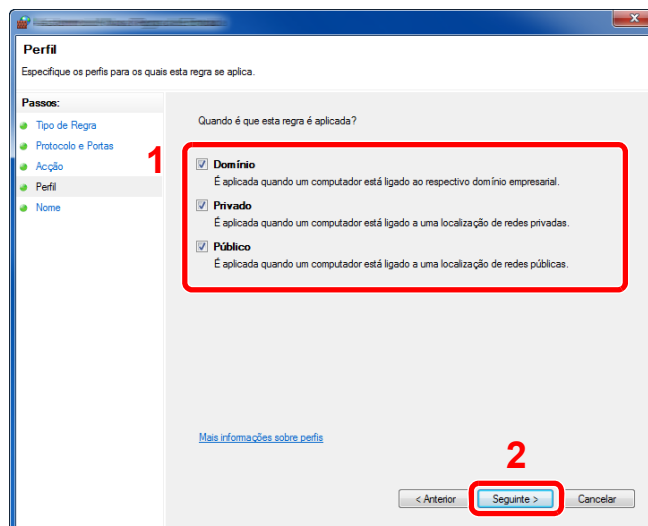 Perfil
Especifique os perfis para os quais esta regra se aplica.
Passos:
Tipo de Regra
Protocolo e Portas
Acção
Perfil
Nome
Quando é que esta regra é aplicada?
1
Domínio
É aplicada quando um computador está ligado ao respectivo domínio empresarial.
Privado
É aplicada quando um computador está ligado a uma localização de redes privadas.
Público
É aplicada quando um computador está ligado a uma localização de redes públicas.
Mais informações sobre perfis
2
< Anterior
Seguinte >
Cancelar